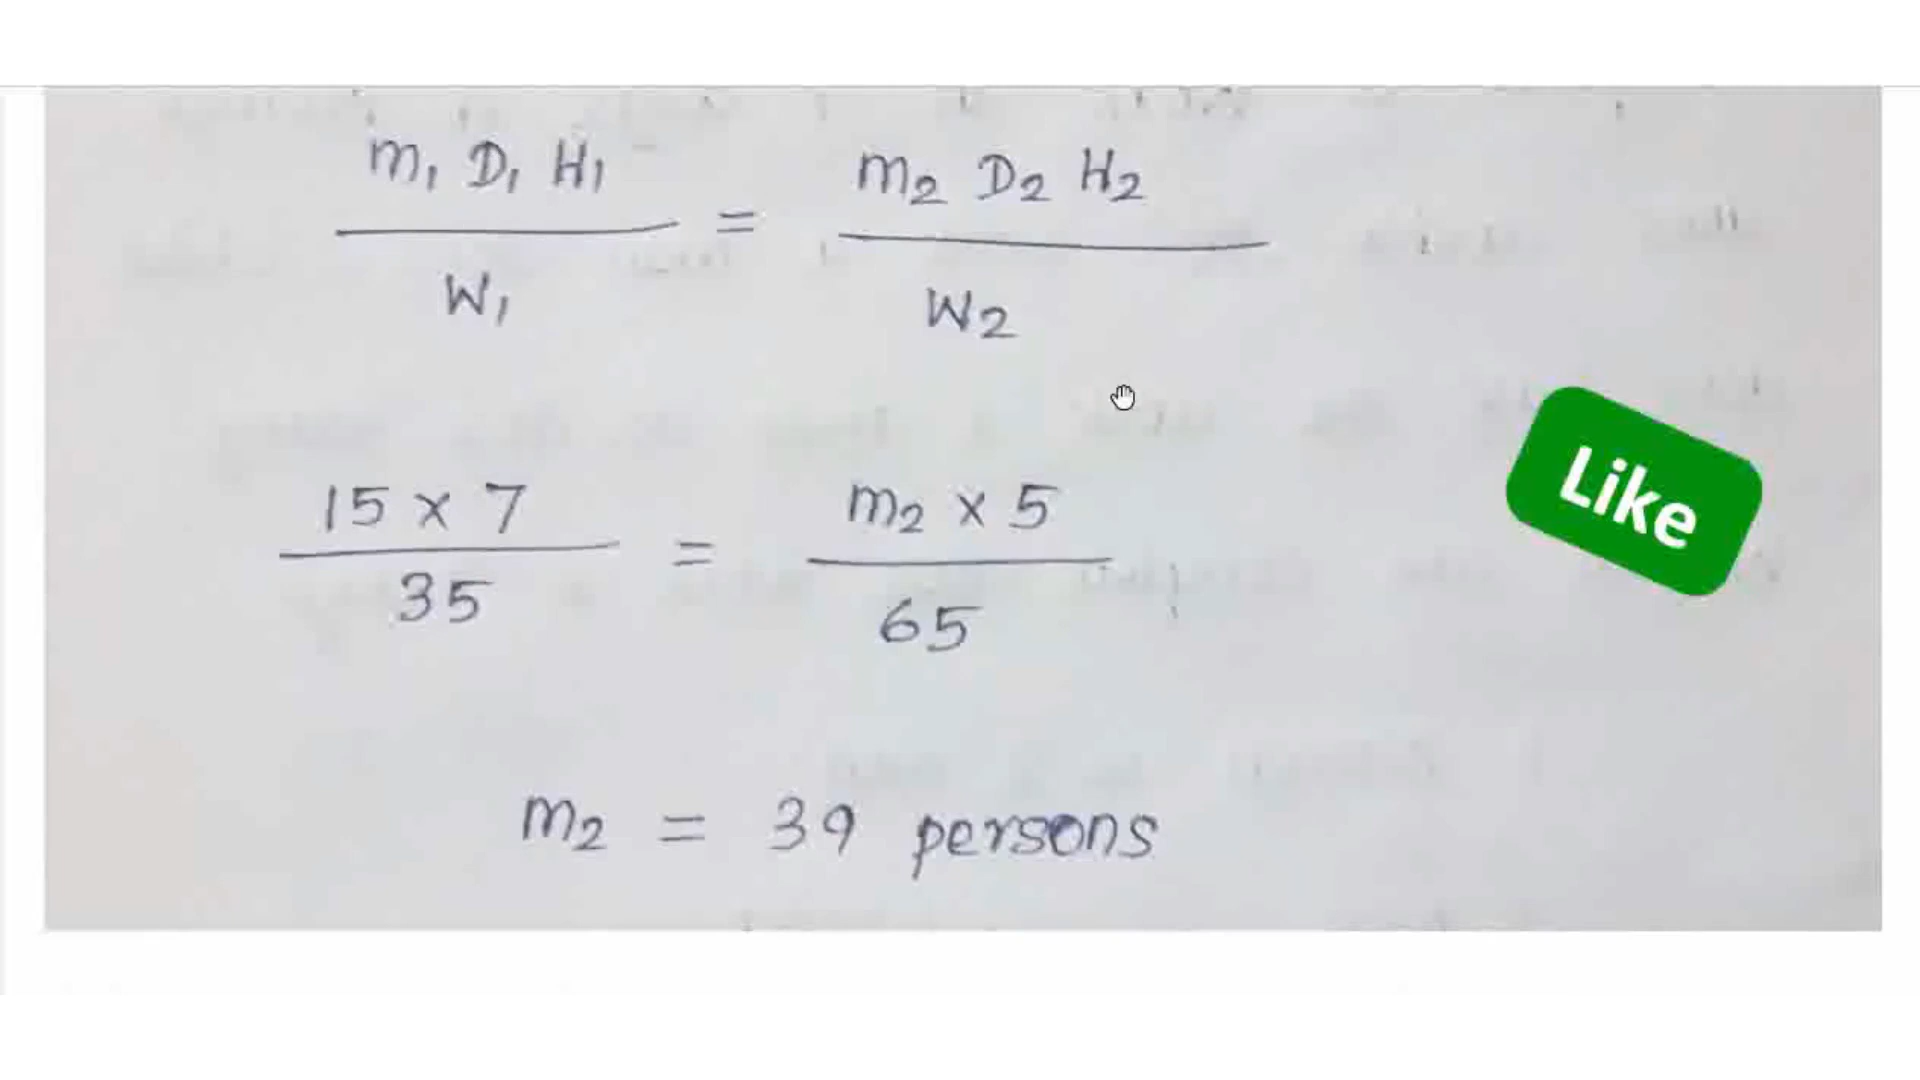 m1 D1 H1 / W1 = m2 D2 H2 / W2
15 x 7 / 35 = m2 x 5 / 65
m2 = 39 persons
Like